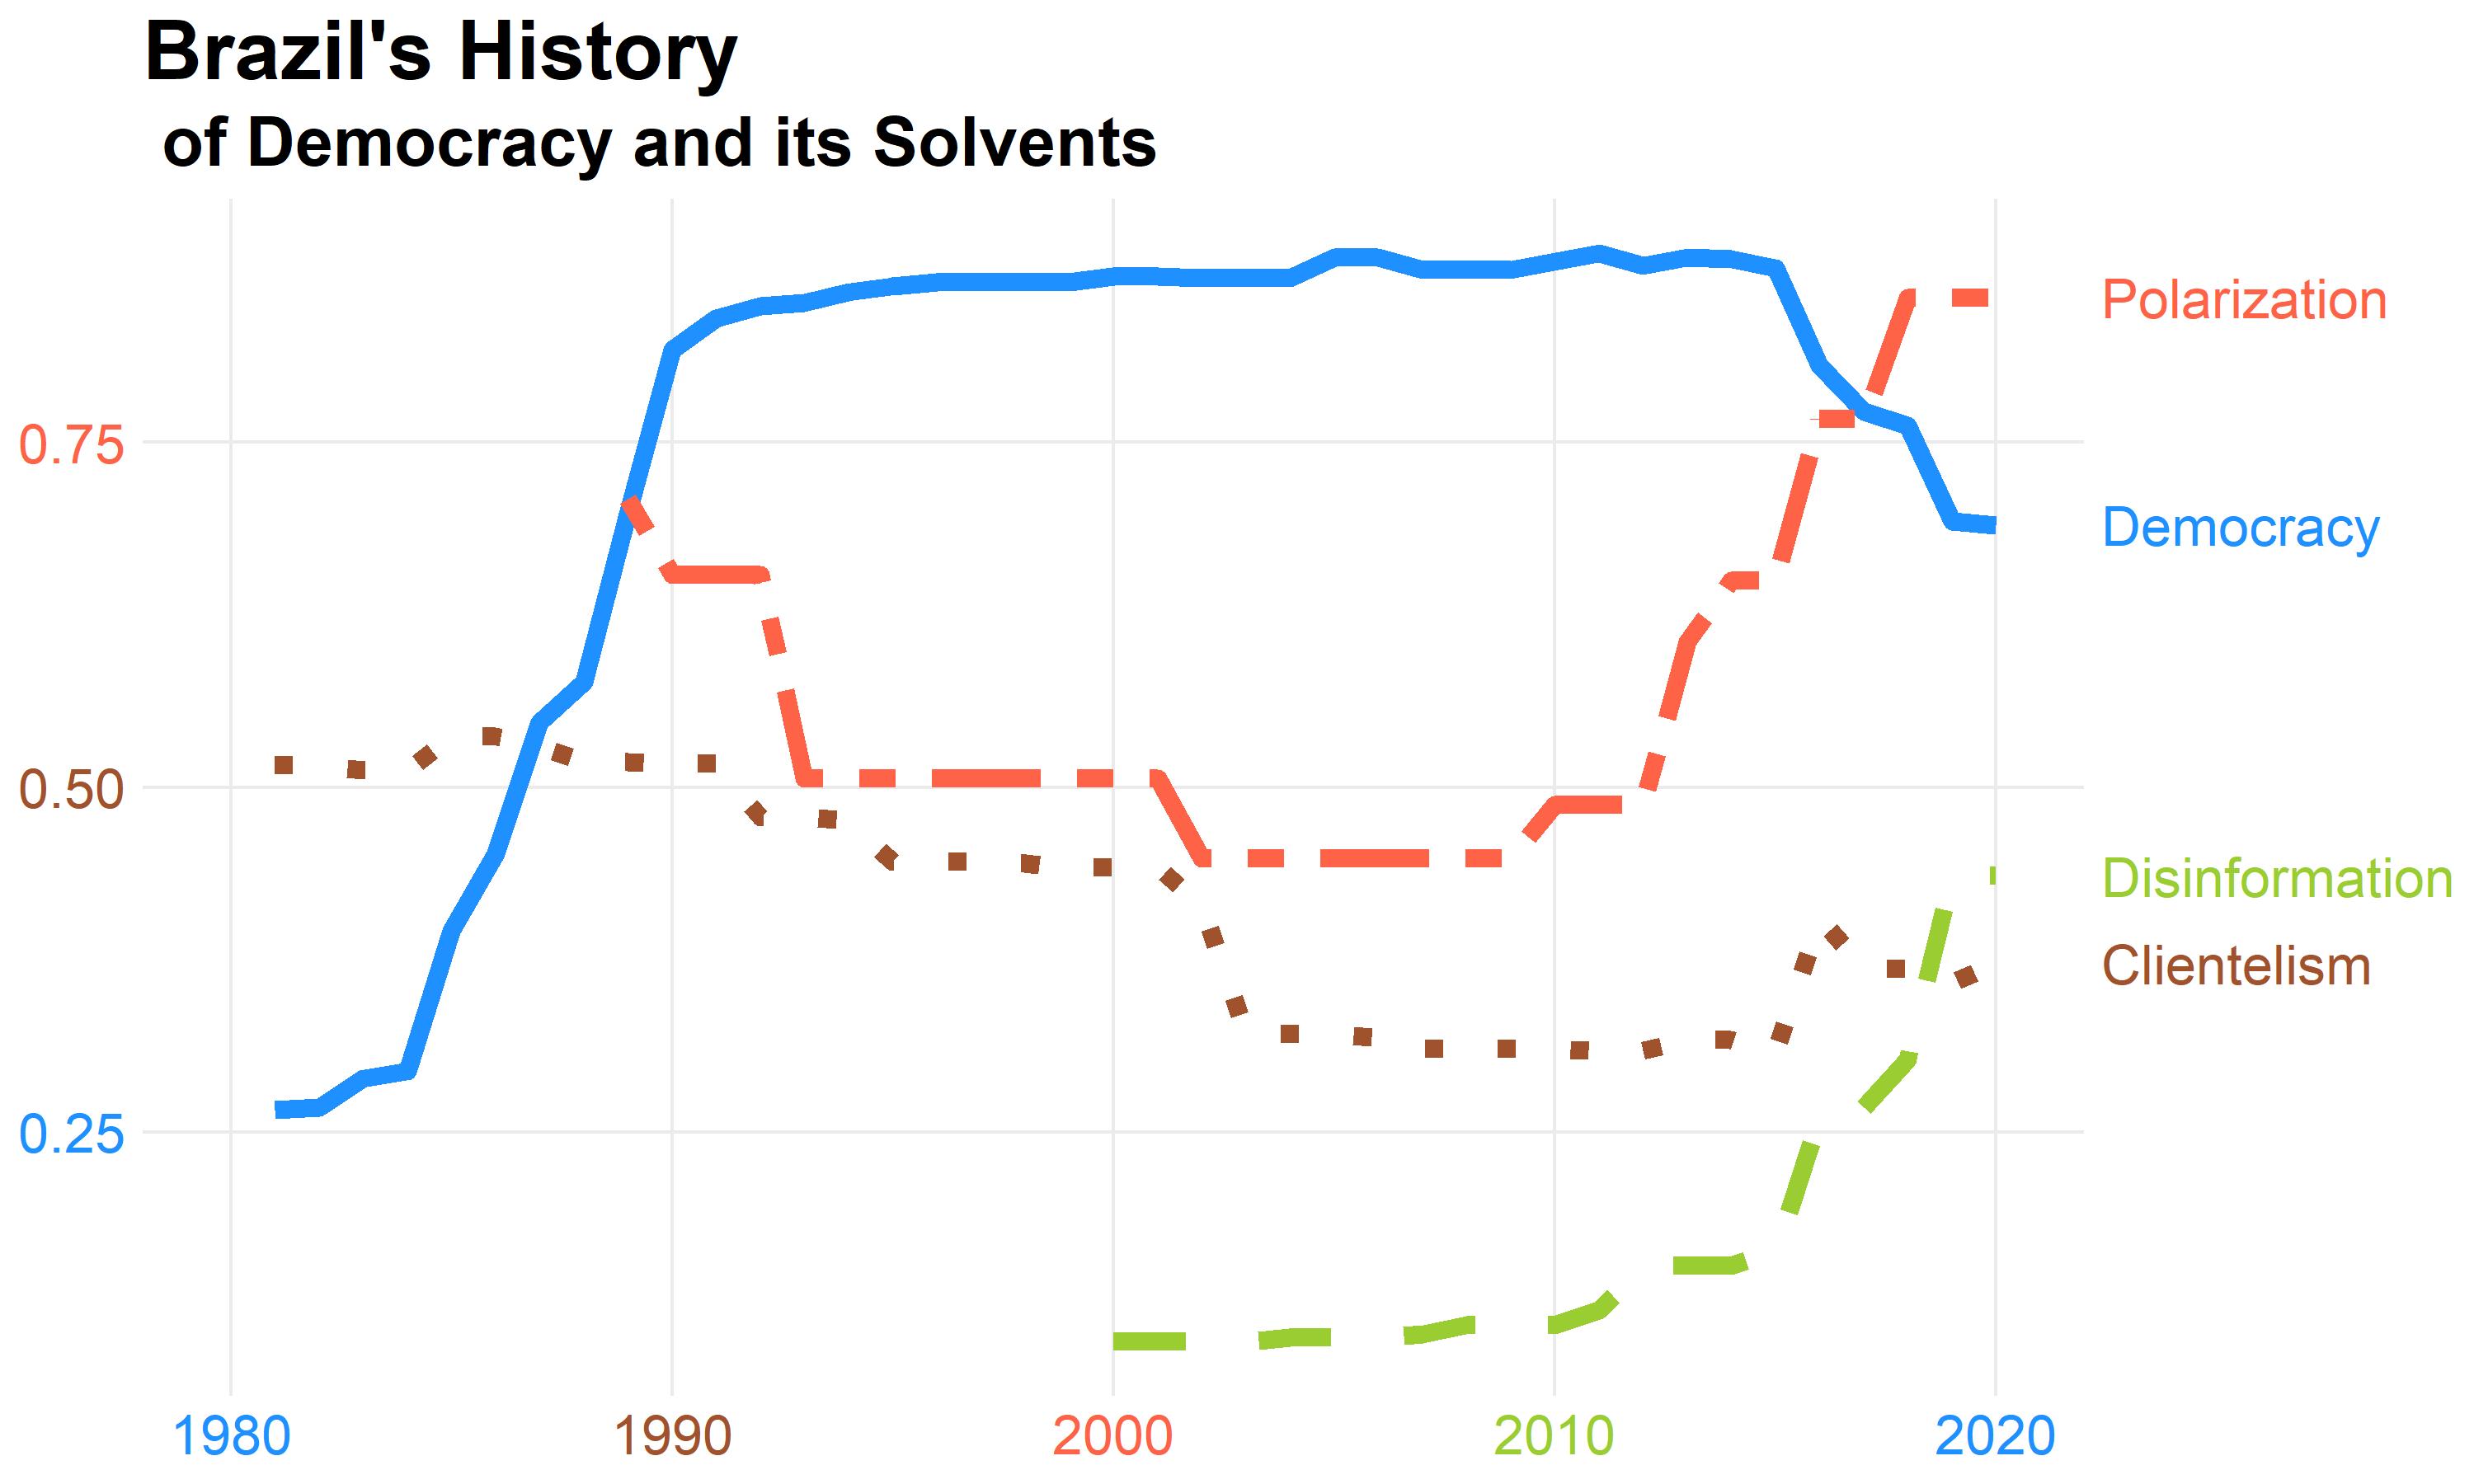 Brazil's History
of Democracy and its Solvents
Polarization
0.75
Democracy
0.50
Disinformation
Clientelism
0.25
1980 1990 2000 2010 2020